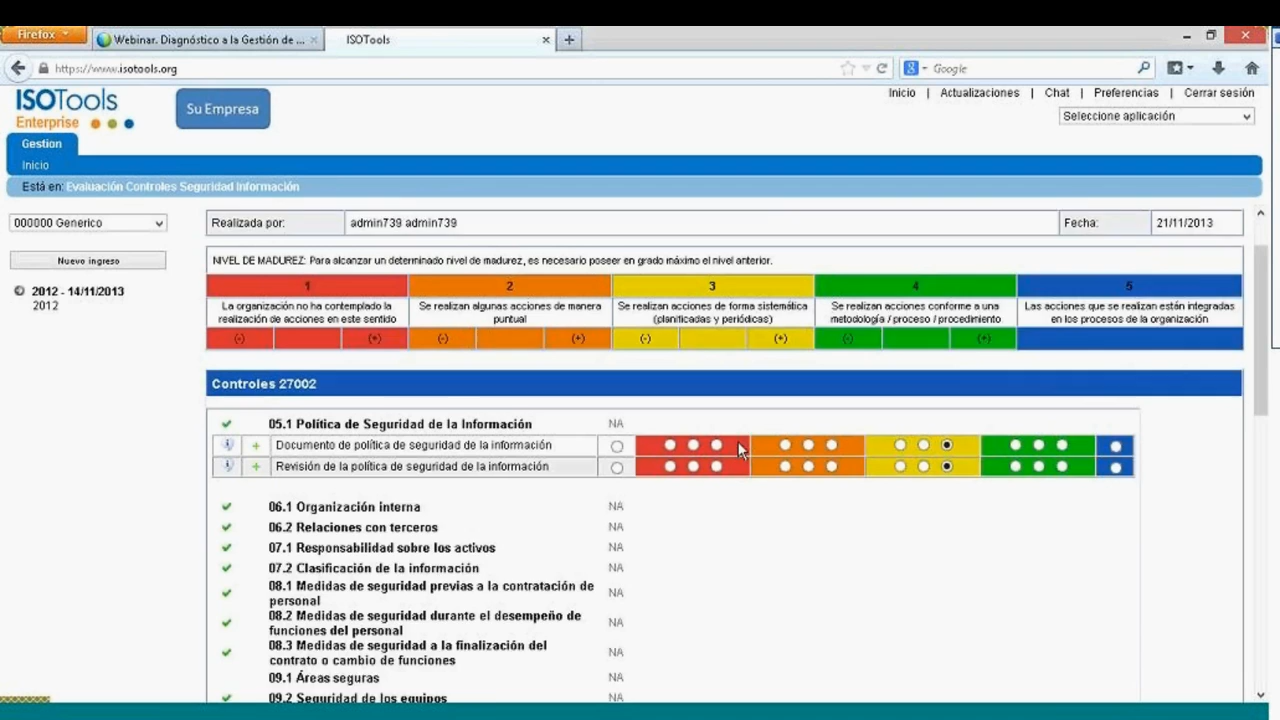 Firefox
Webinar. Diagnóstico a la Gestión de ...
ISOTools
https://www.isotools.org
Google
ISOTools
Enterprise
Su Empresa
Inicio | Actualizaciones | Chat | Preferencias | Cerrar sesión
Seleccione aplicación
Gestion
Inicio
Está en: Evaluación Controles Seguridad Información
000000 Generico
Nuevo ingreso
2012 - 14/11/2013
2012
Realizada por: admin739 admin739 Fecha: 21/11/2013
NIVEL DE MADUREZ: Para alcanzar un determinado nivel de madurez, es necesario poseer en grado máximo el nivel anterior.
1 2 3 4 5
La organización no ha contemplado la realización de acciones en este sentido
Se realizan algunas acciones de manera puntual
Se realizan acciones de forma sistemática (planificadas y periódicas)
Se realizan acciones conforme a una metodología / proceso / procedimiento
Las acciones que se realizan están integradas en los procesos de la organización
(-) (+) (-) (+) (-) (+) (-) (+)
Controles 27002
05.1 Política de Seguridad de la Información NA
Documento de política de seguridad de la información
Revisión de la política de seguridad de la información
06.1 Organización interna NA
06.2 Relaciones con terceros NA
07.1 Responsabilidad sobre los activos NA
07.2 Clasificación de la información NA
08.1 Medidas de seguridad previas a la contratación de personal NA
08.2 Medidas de seguridad durante el desempeño de funciones del personal NA
08.3 Medidas de seguridad a la finalización del contrato o cambio de funciones NA
09.1 Áreas seguras NA
09.2 Seguridad de los equipos NA